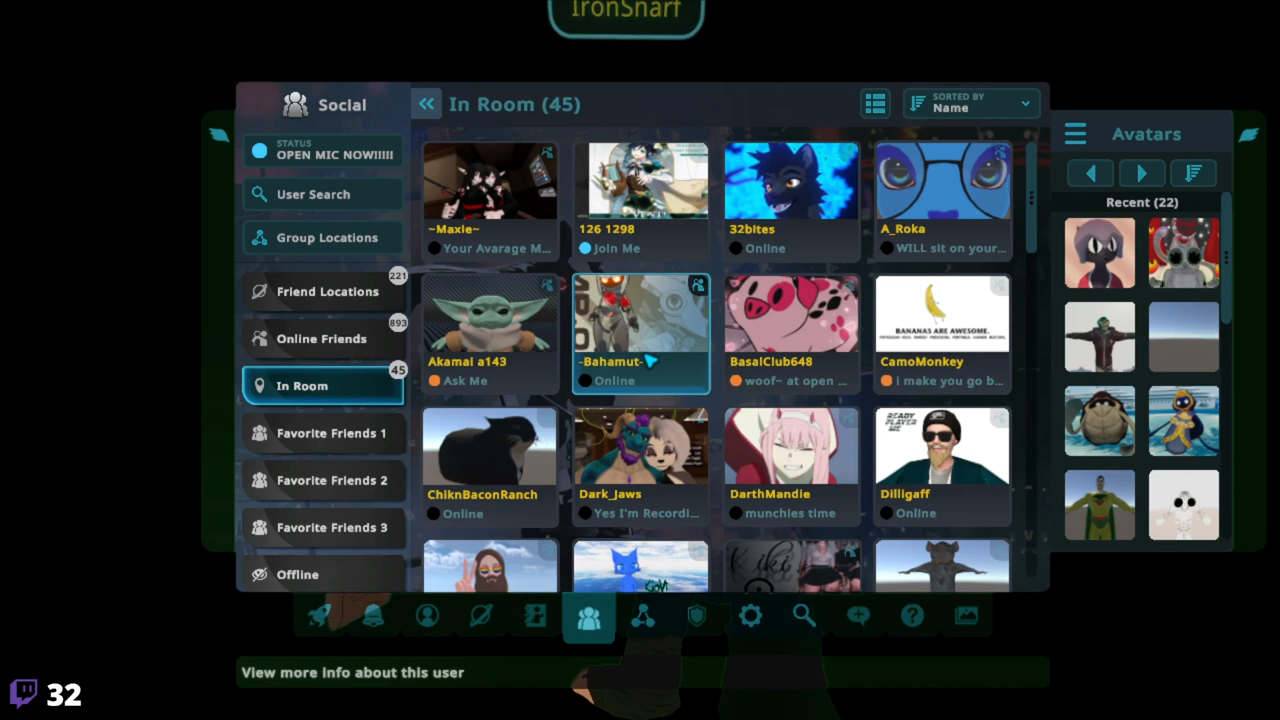 IronSnarf
Social
In Room (45)
SORTED BY
Name
STATUS
OPEN MIC NOW!!!!!
User Search
Group Locations
221
Friend Locations
893
Online Friends
45
In Room
Favorite Friends 1
Favorite Friends 2
Favorite Friends 3
Offline
~Maxie~
Your Avarage M...
126 1298
Join Me
32bites
Online
A_Roka
WILL sit on your...
Akamai a143
Ask Me
-Bahamut-
Online
BasalClub648
woof~ at open ...
BANANAS ARE AWESOME.
CamoMonkey
i make you go b...
ChiknBaconRanch
Online
Dark_Jaws
Yes I'm Recordi...
DarthMandie
munchies time
READY
PLAYER
ME
Dilligaff
Online
Kiki
Avatars
Recent (22)
View more info about this user
32